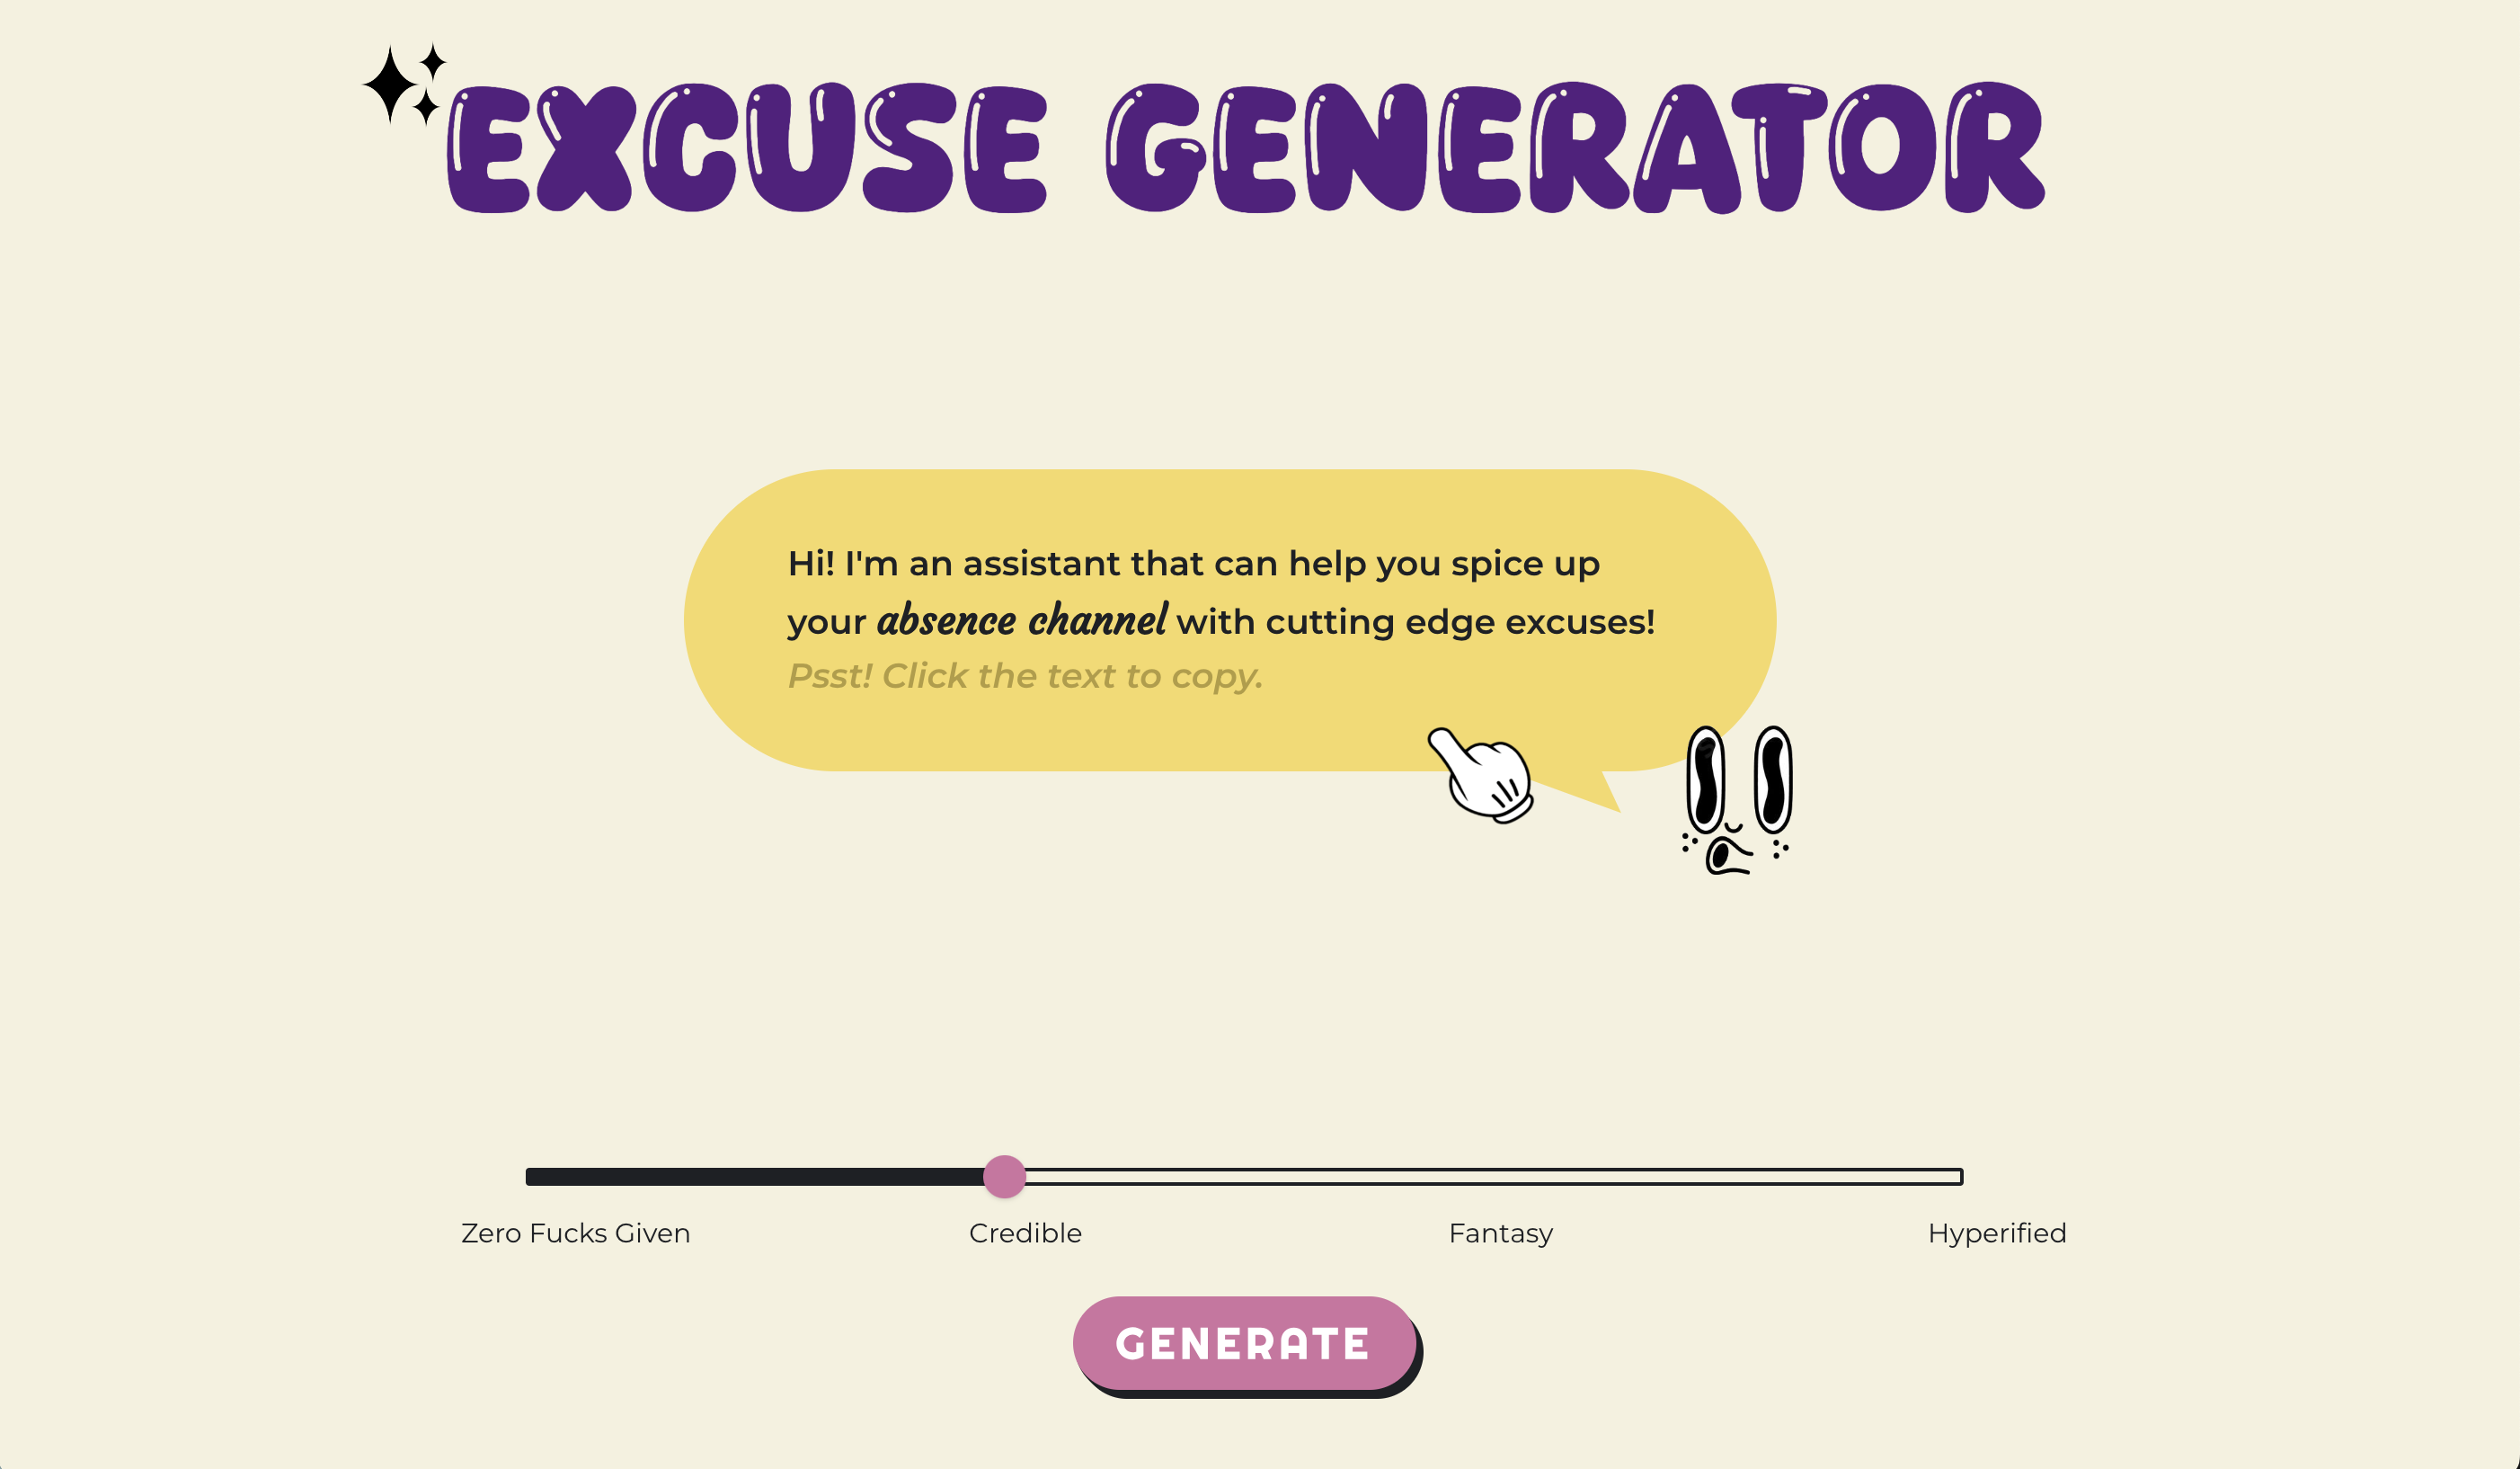 EXCUSE GENERATOR
Hi! I'm an assistant that can help you spice up
your absence channel with cutting edge excuses!
Psst! Click the text to copy.
Zero Fucks Given Credible Fantasy Hyperified
GENERATE